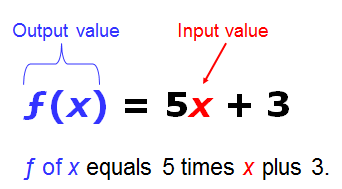 Output value Input value
ƒ(x) = 5x + 3
ƒ of x equals 5 times x plus 3.